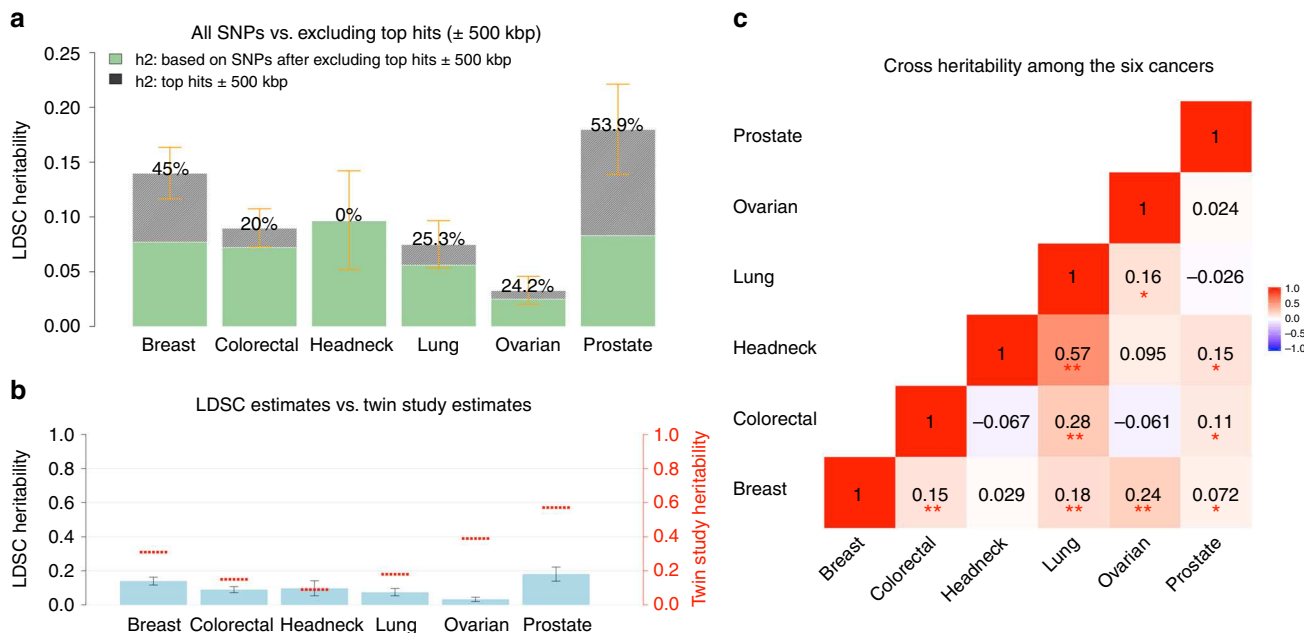 a
All SNPs vs. excluding top hits (± 500 kbp)
h2: based on SNPs after excluding top hits ± 500 kbp
h2: top hits ± 500 kbp
LDSC heritability
0.25
0.20
0.15
0.10
0.05
0.00
45%
20%
0%
25.3%
24.2%
53.9%
Breast
Colorectal
Headneck
Lung
Ovarian
Prostate
b
LDSC estimates vs. twin study estimates
LDSC heritability
1.0
0.8
0.6
0.4
0.2
0.0
1.0
0.8
0.6
0.4
0.2
0.0
Twin study heritability
Breast
Colorectal
Headneck
Lung
Ovarian
Prostate
c
Cross heritability among the six cancers
Prostate
1
Ovarian
1
0.024
Lung
1
0.16
*
−0.026
Headneck
1
0.57
**
0.095
0.15
*
Colorectal
1
−0.067
0.28
**
−0.061
0.11
*
Breast
1
0.15
**
0.029
0.18
**
0.24
**
0.072
*
Breast
Colorectal
Headneck
Lung
Ovarian
Prostate
1.0
0.5
0.0
−0.5
−1.0